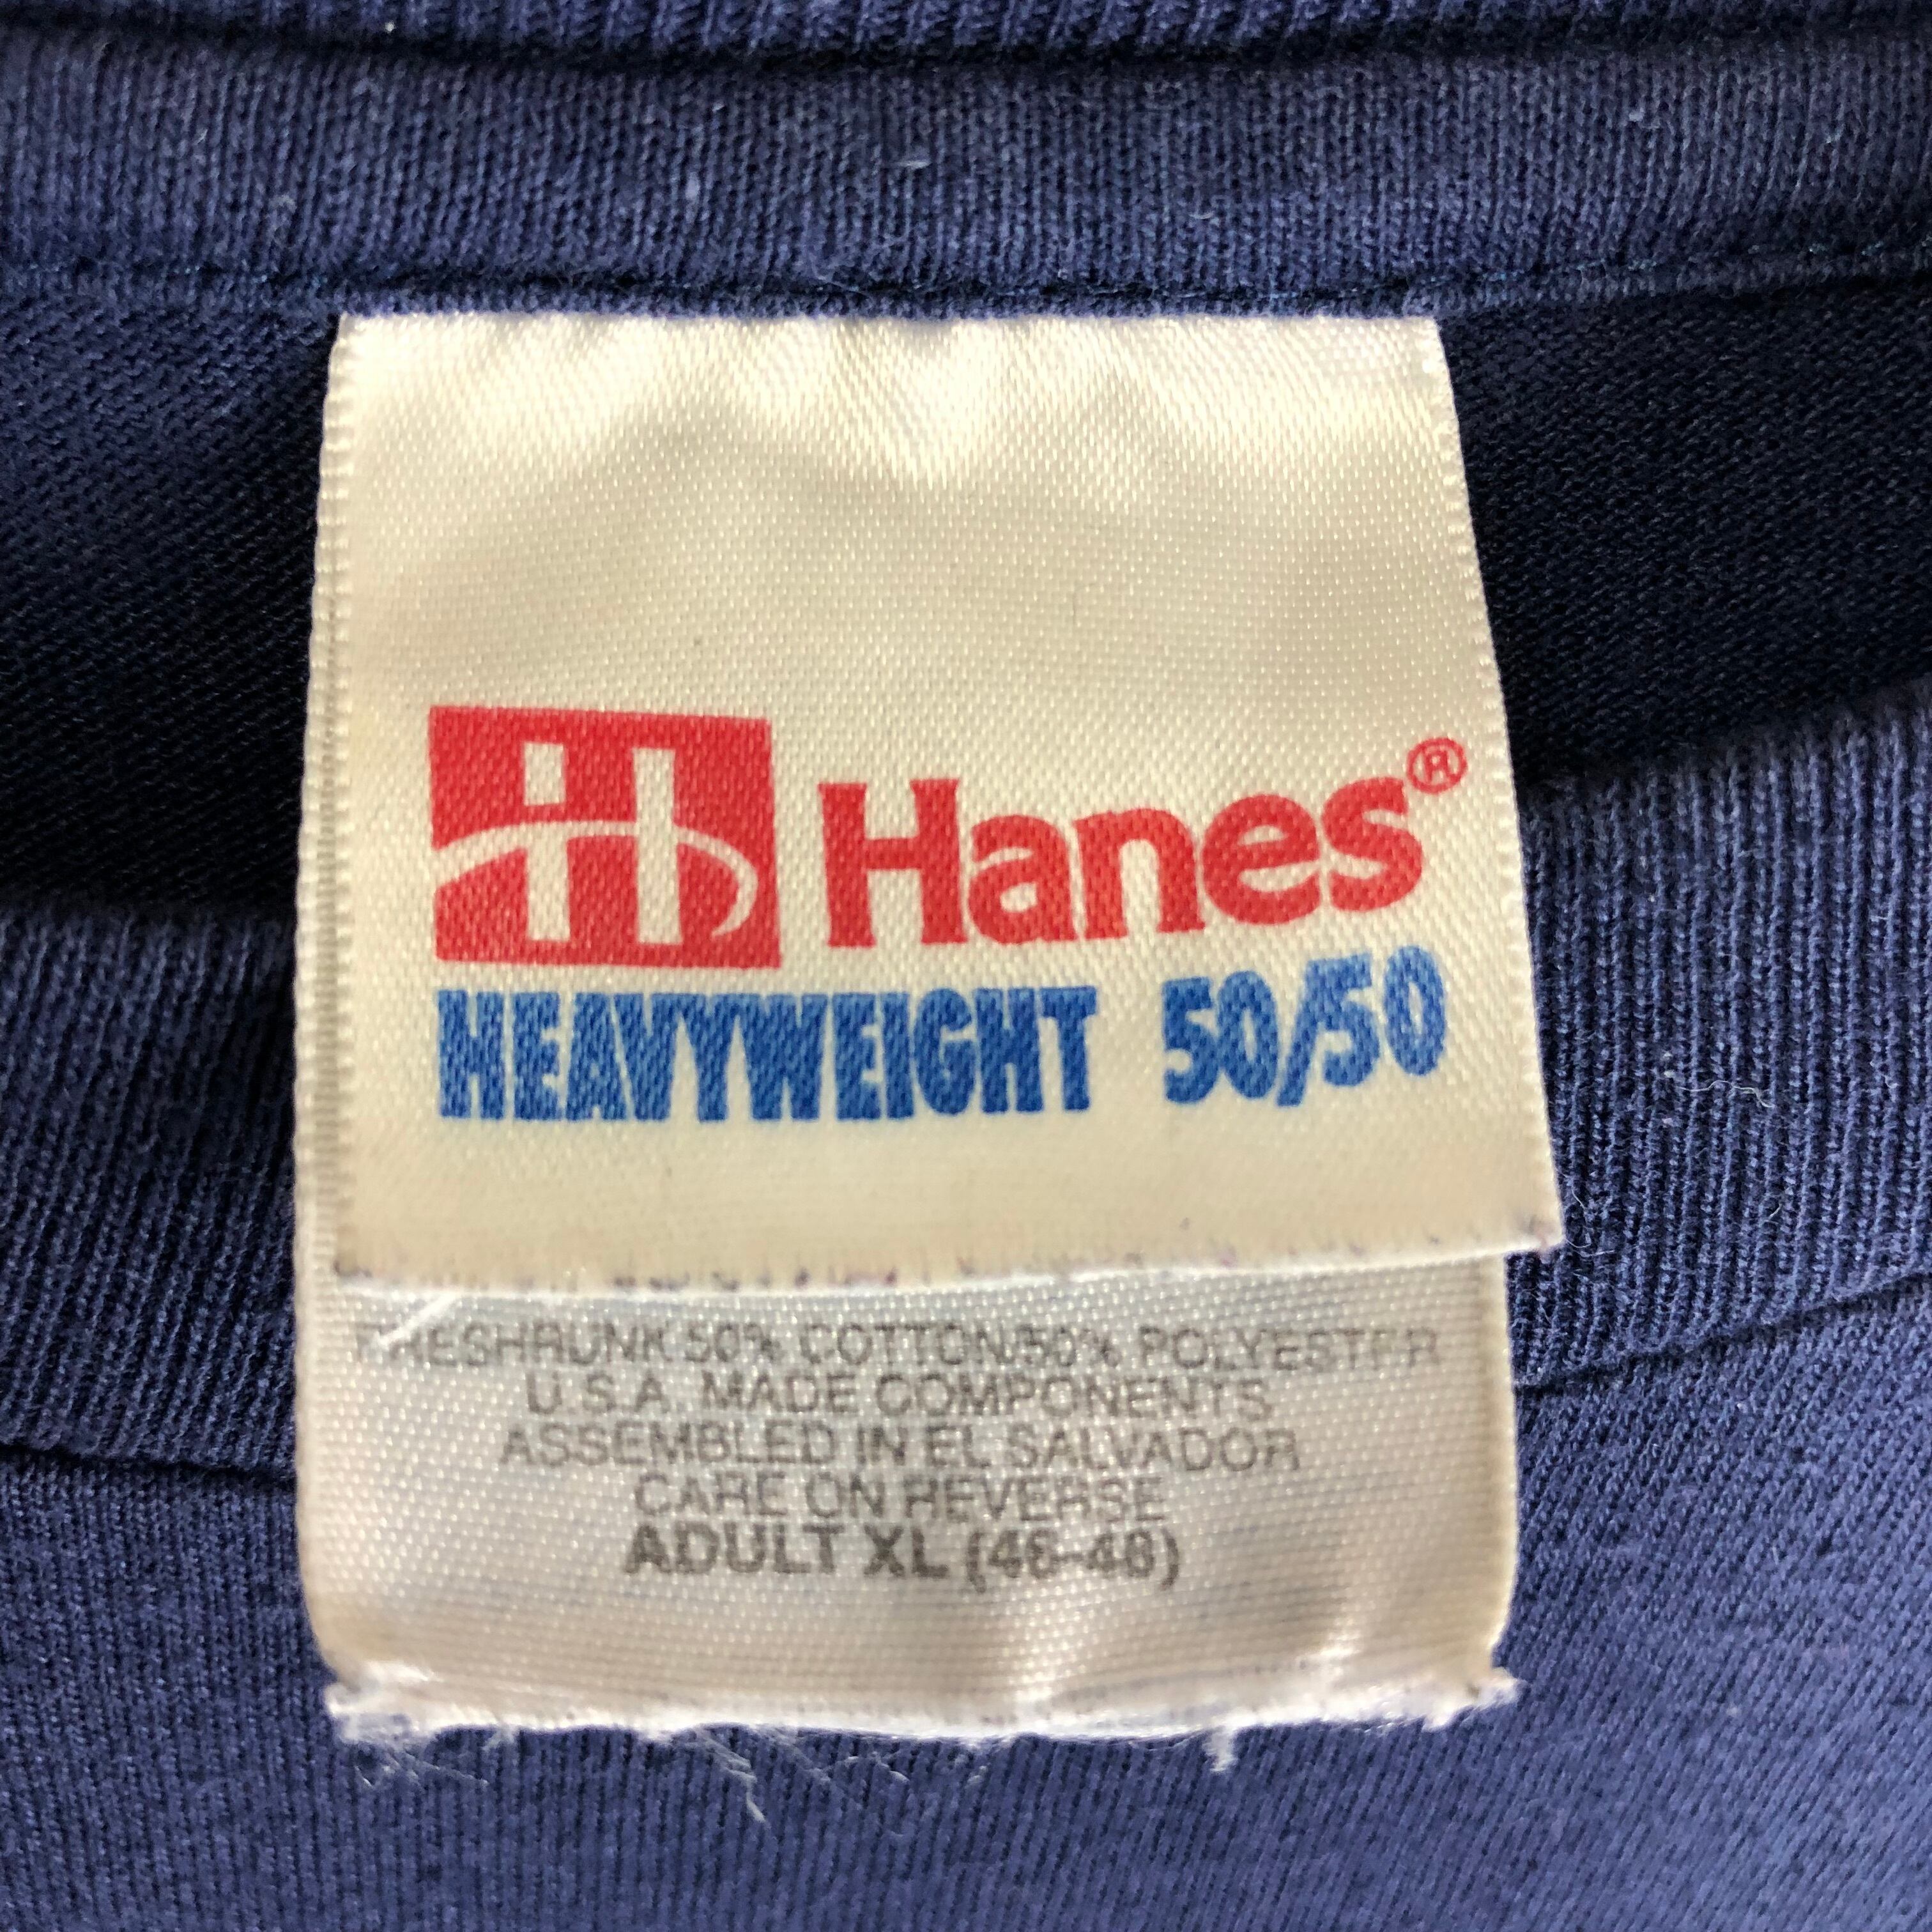 H Hanes®
HEAVYWEIGHT 50/50
PRESHRUNK 50% COTTON/50% POLYESTER
U.S.A. MADE COMPONENTS
ASSEMBLED IN EL SALVADOR
CARE ON REVERSE
ADULT XL (46-48)